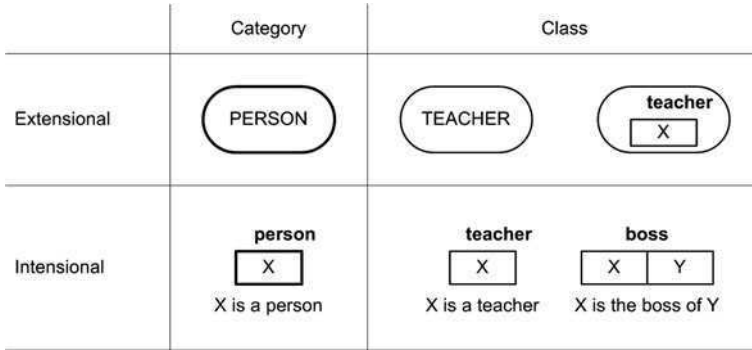 Category Class
Extensional PERSON TEACHER teacher
X
Intensional person teacher boss
X X X Y
X is a person X is a teacher X is the boss of Y